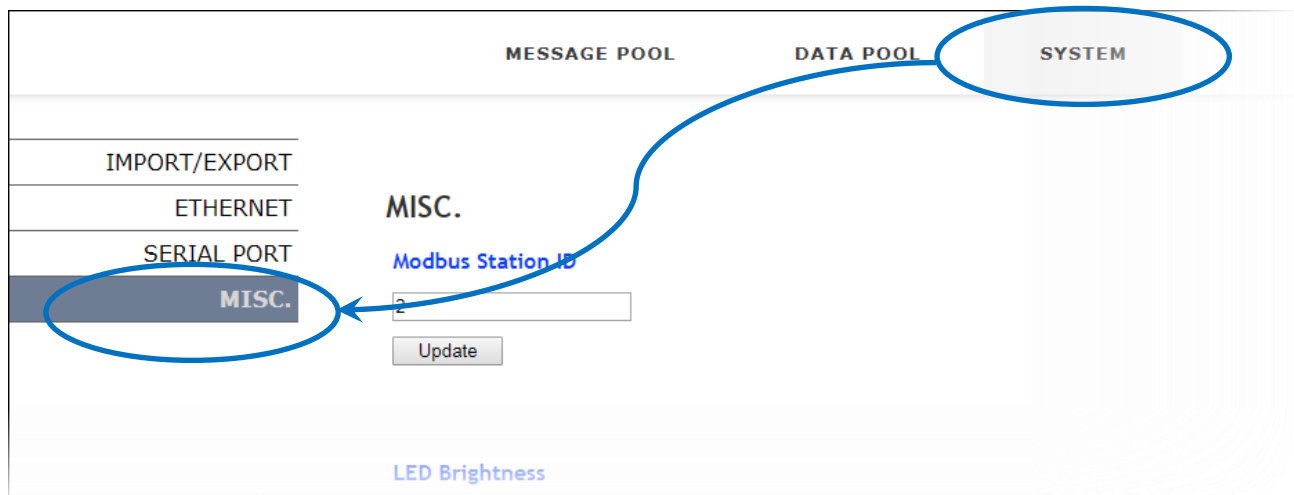 MESSAGE POOL DATA POOL SYSTEM
IMPORT/EXPORT
ETHERNET
SERIAL PORT
MISC.
MISC.
Modbus Station ID
2
Update
LED Brightness